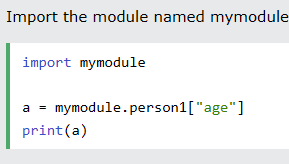 Import the module named mymodule
import mymodule
a = mymodule.person1["age"]
print(a)